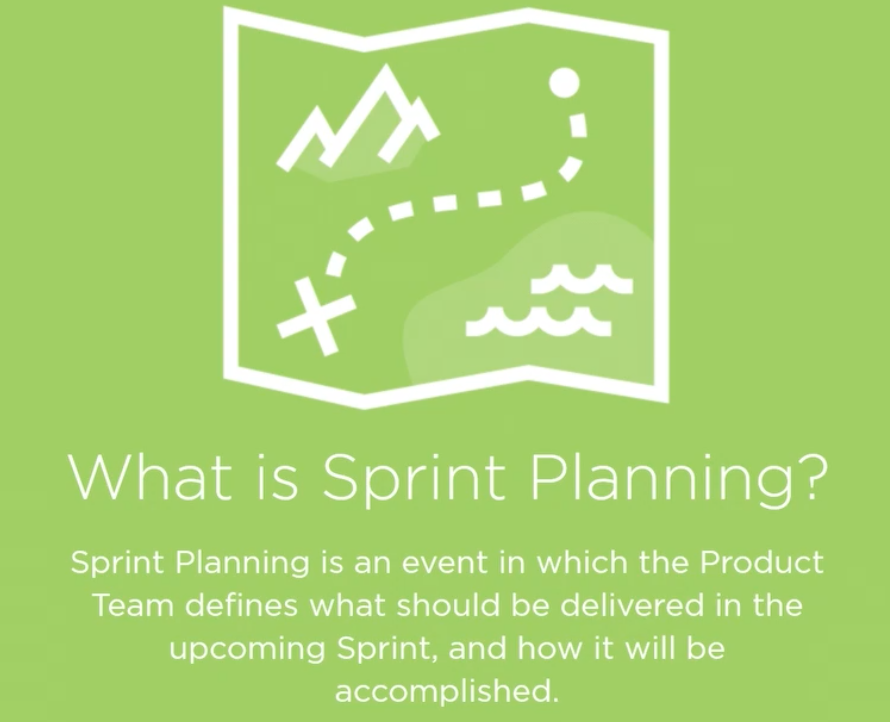 What is Sprint Planning?
Sprint Planning is an event in which the Product
Team defines what should be delivered in the
upcoming Sprint, and how it will be
accomplished.